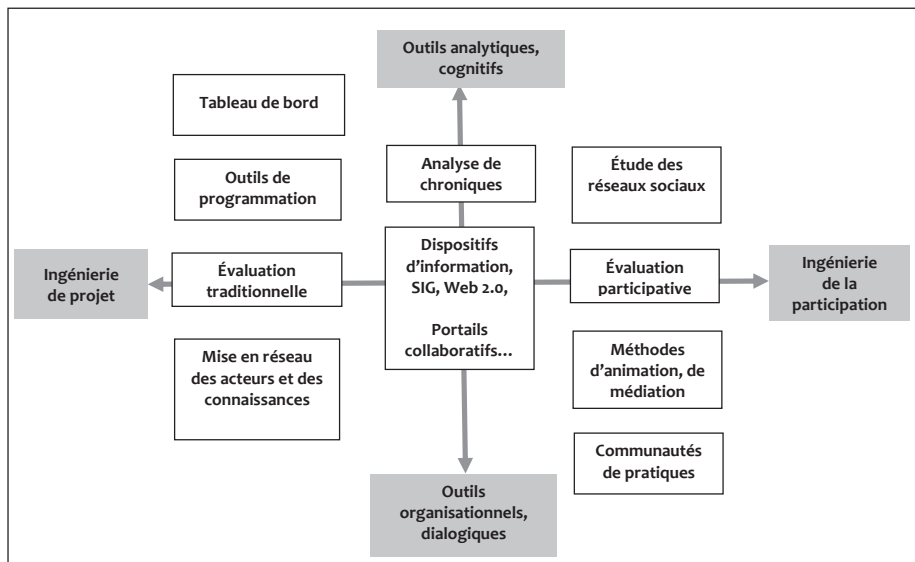 Outils analytiques,
cognitifs
Tableau de bord
Analyse de
chroniques
Étude des
réseaux sociaux
Outils de
programmation
Ingénierie
de projet
Évaluation
traditionnelle
Dispositifs
d’information,
SIG, Web 2.0,
Portails
collaboratifs…
Évaluation
participative
Ingénierie
de la
participation
Mise en réseau
des acteurs et des
connaissances
Méthodes
d’animation, de
médiation
Communautés
de pratiques
Outils
organisationnels,
dialogiques